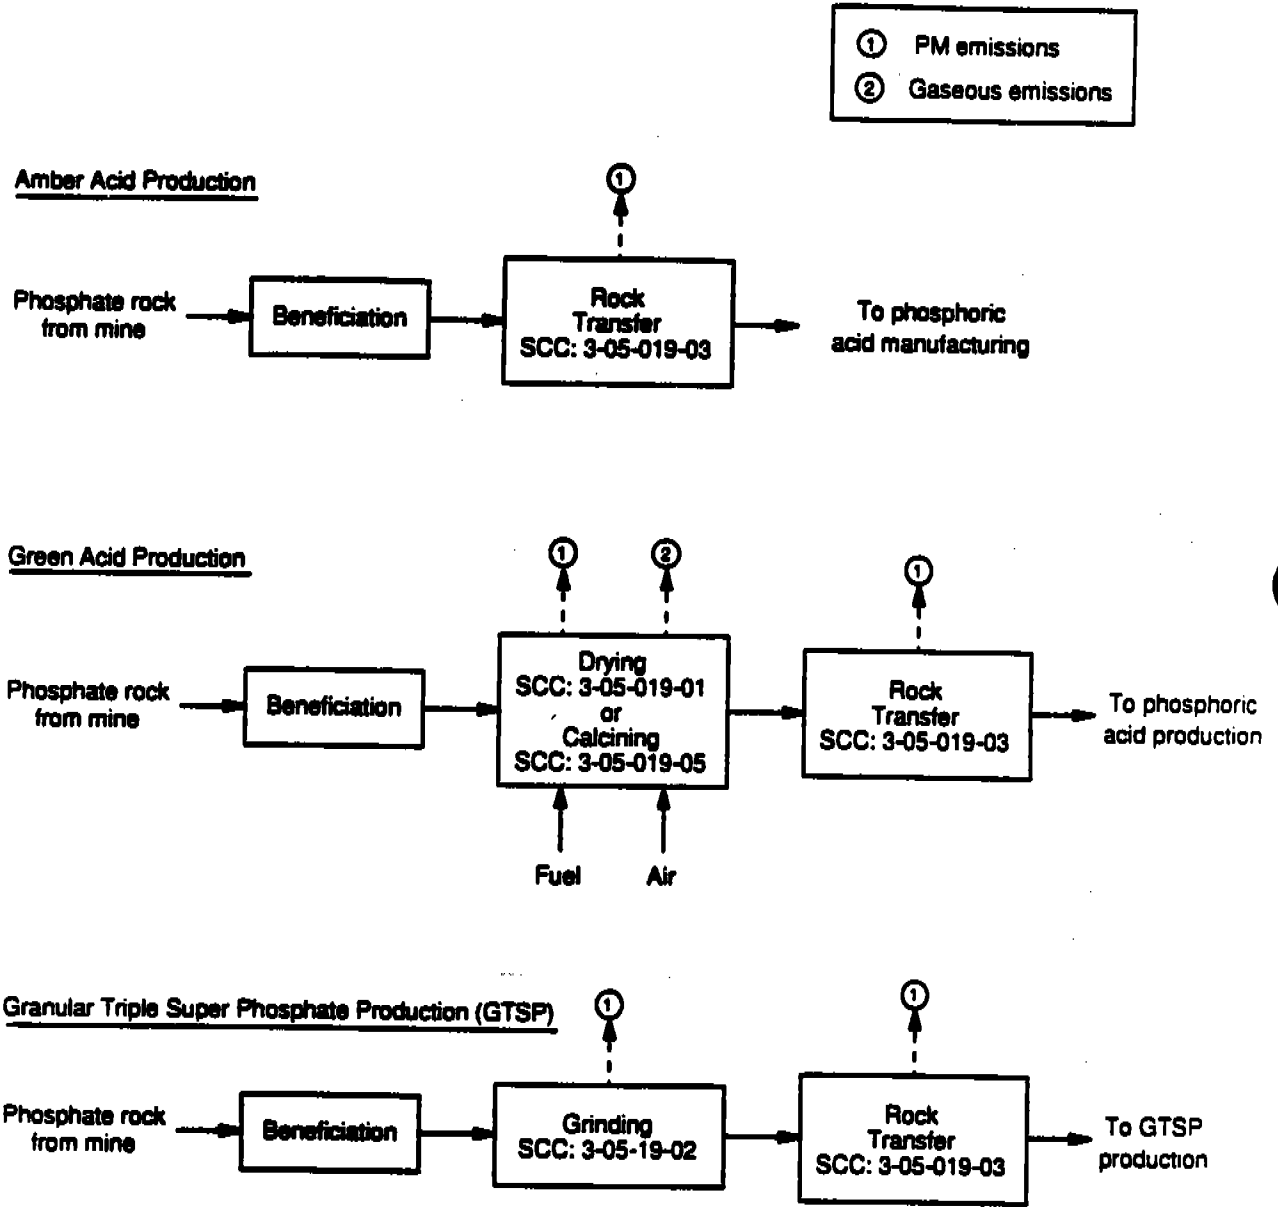 ① PM emissions
② Gaseous emissions
Amber Acid Production
①
Phosphate rock
from mine
Beneficiation
Rock
Transfer
SCC: 3-05-019-03
To phosphoric
acid manufacturing
Green Acid Production
①
②
①
Phosphate rock
from mine
Beneficiation
Drying
SCC: 3-05-019-01
or
Calcining
SCC: 3-05-019-05
Rock
Transfer
SCC: 3-05-019-03
To phosphoric
acid production
Fuel
Air
Granular Triple Super Phosphate Production (GTSP)
①
①
Phosphate rock
from mine
Beneficiation
Grinding
SCC: 3-05-19-02
Rock
Transfer
SCC: 3-05-019-03
To GTSP
production